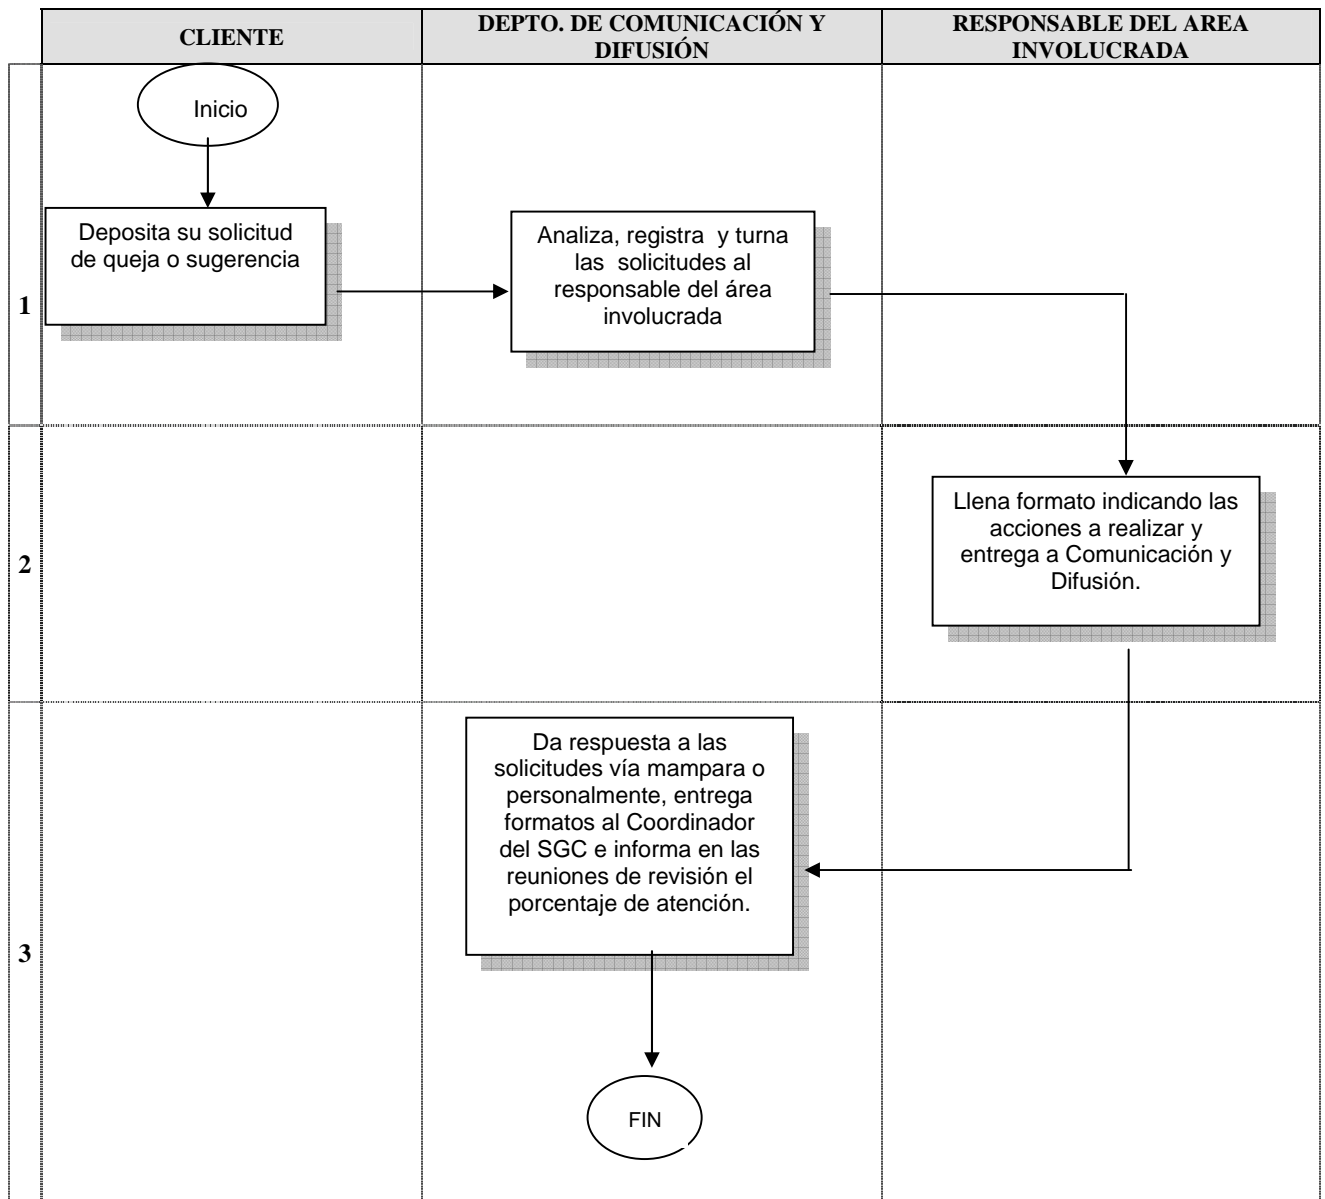 CLIENTE
DEPTO. DE COMUNICACIÓN Y
DIFUSIÓN
RESPONSABLE DEL AREA
INVOLUCRADA
Inicio
1
Deposita su solicitud
de queja o sugerencia
Analiza, registra y turna
las solicitudes al
responsable del área
involucrada
2
Llena formato indicando las
acciones a realizar y
entrega a Comunicación y
Difusión.
3
Da respuesta a las
solicitudes vía mampara o
personalmente, entrega
formatos al Coordinador
del SGC e informa en las
reuniones de revisión el
porcentaje de atención.
FIN